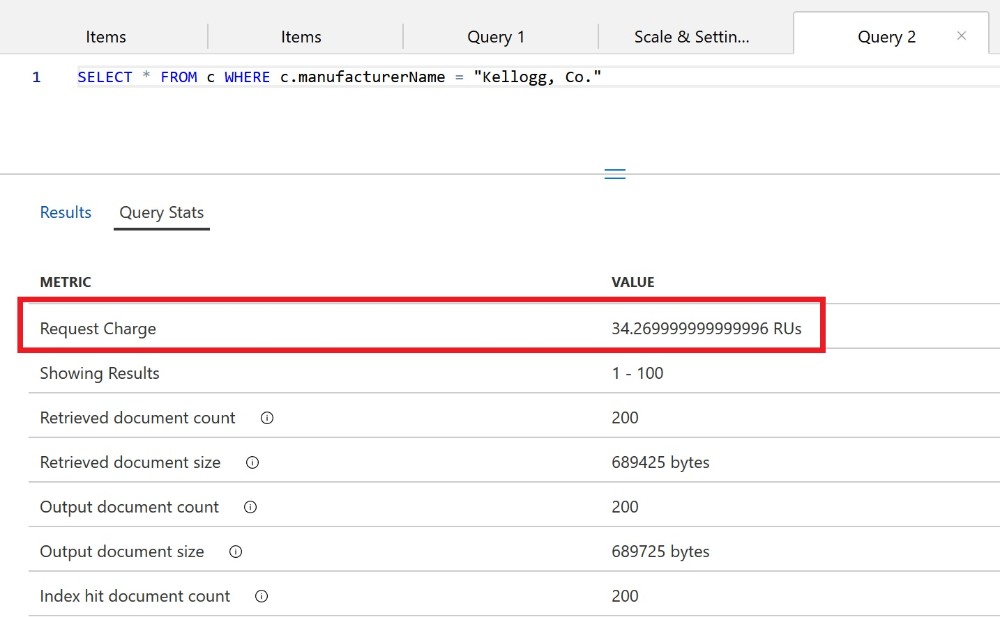 Items Items Query 1 Scale & Settin... Query 2 ×
1 SELECT * FROM c WHERE c.manufacturerName = "Kellogg, Co."
Results Query Stats
METRIC VALUE
Request Charge 34.269999999999996 RUs
Showing Results 1 - 100
Retrieved document count 200
Retrieved document size 689425 bytes
Output document count 200
Output document size 689725 bytes
Index hit document count 200